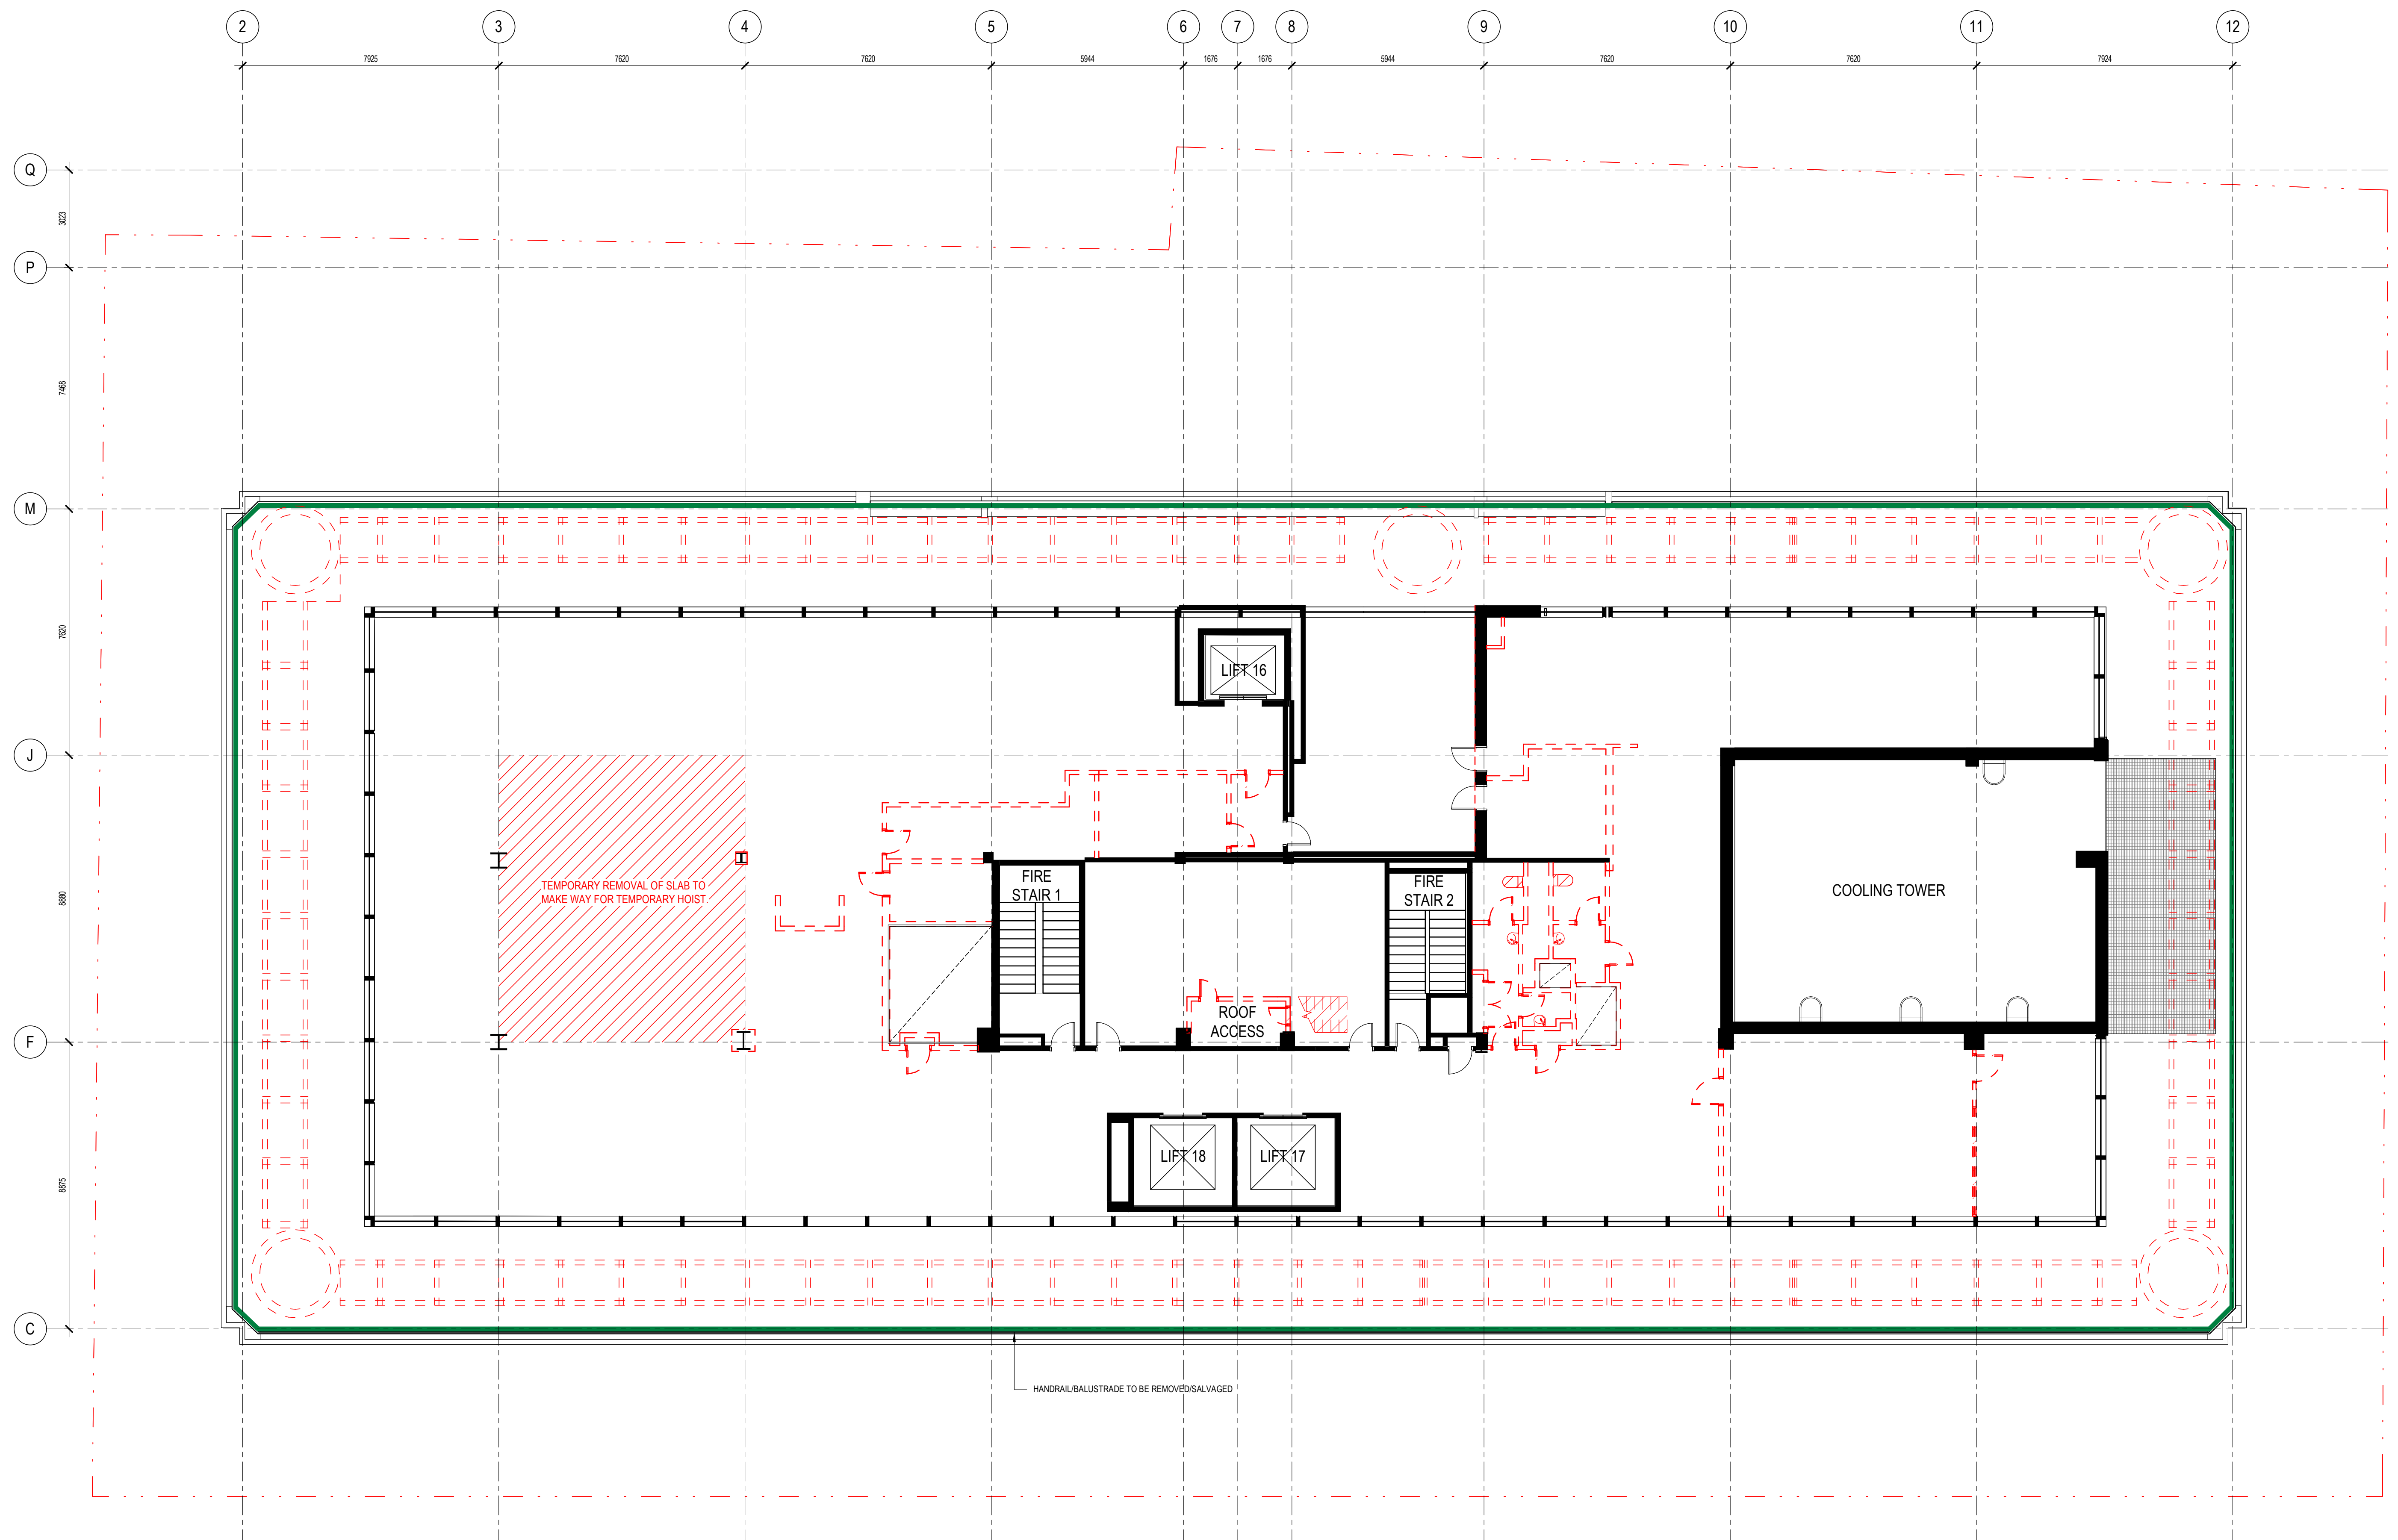 2
3
4
5
6
7
8
9
10
11
12
7925
7620
7620
5944
1676
1676
5944
7620
7620
7924
Q
3023
P
7468
M
7620
LIFT 16
J
FIRE
STAIR 1
FIRE
STAIR 2
TEMPORARY REMOVAL OF SLAB TO
MAKE WAY FOR TEMPORARY HOIST.
COOLING TOWER
8880
ROOF
ACCESS
F
LIFT 18
LIFT 17
8875
C
HANDRAIL/BALUSTRADE TO BE REMOVED/SALVAGED